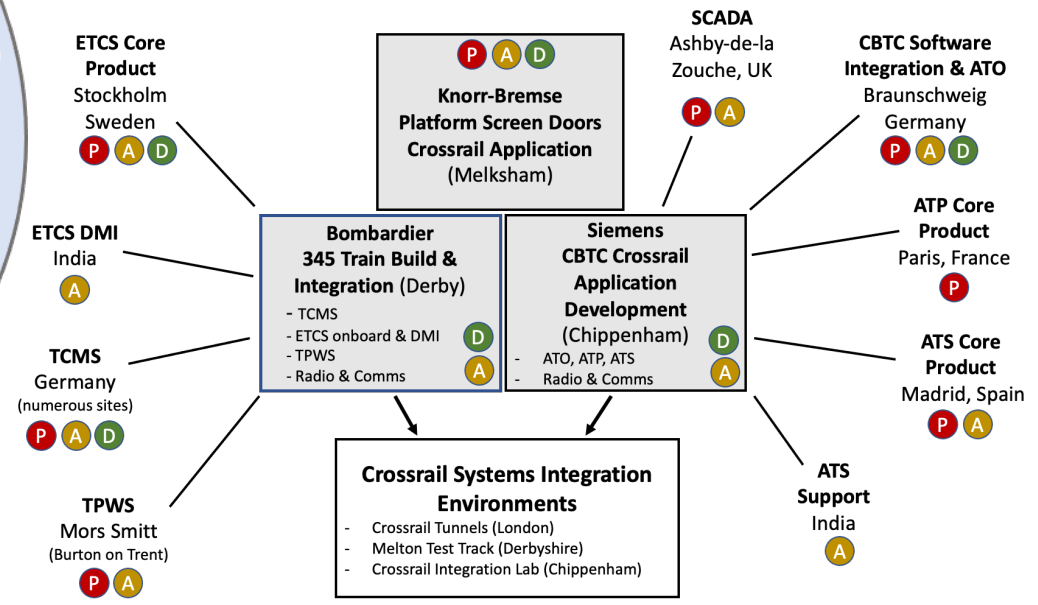 ETCS Core
Product
Stockholm
Sweden
P A D
ETCS DMI
India
A
TCMS
Germany
(numerous sites)
P A D
TPWS
Mors Smitt
(Burton on Trent)
P A
P A D
Knorr-Bremse
Platform Screen Doors
Crossrail Application
(Melksham)
Bombardier
345 Train Build &
Integration (Derby)
- TCMS
- ETCS onboard & DMI
- TPWS
- Radio & Comms
D
A
Siemens
CBTC Crossrail
Application
Development
(Chippenham)
- ATO, ATP, ATS
- Radio & Comms
D
A
Crossrail Systems Integration
Environments
- Crossrail Tunnels (London)
- Melton Test Track (Derbyshire)
- Crossrail Integration Lab (Chippenham)
SCADA
Ashby-de-la
Zouche, UK
P A
CBTC Software
Integration & ATO
Braunschweig
Germany
P A D
ATP Core
Product
Paris, France
P
ATS Core
Product
Madrid, Spain
P A
ATS
Support
India
A